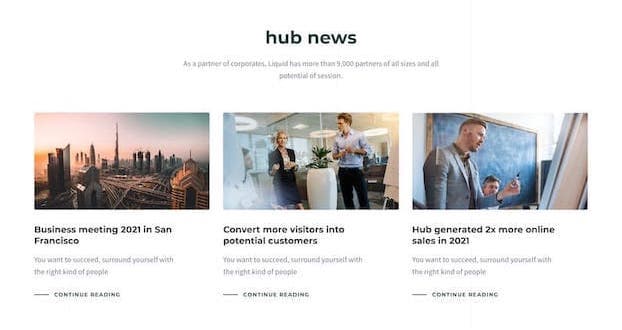 hub news
As a partner of corporates, Liquid has more than 9,000 partners of all sizes and all
potential of session.
Business meeting 2021 in San
Francisco
You want to succeed, surround yourself with
the right kind of people
CONTINUE READING
Convert more visitors into
potential customers
You want to succeed, surround yourself with
the right kind of people
CONTINUE READING
Hub generated 2x more online
sales in 2021
You want to succeed, surround yourself with
the right kind of people
CONTINUE READING